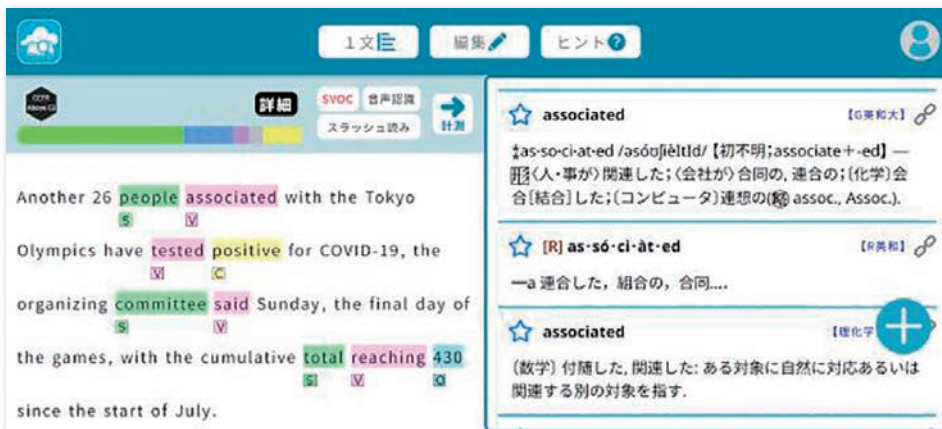 1文
編集
ヒント
CEFR
Above C2
詳細
SVOC
音声認識
スラッシュ読み
計測
Another 26 people associated with the Tokyo
S V
Olympics have tested positive for COVID-19, the
V C
organizing committee said Sunday, the final day of
S V
the games, with the cumulative total reaching 430
S V O
since the start of July.
associated
【G英和大】
as·so·ci·at·ed /əsóʊʃièɪtɪd/【初不明;associate+-ed】—
形〈人・事が〉関連した;〈会社が〉合同の, 連合の;〔化学〕会
合[結合]した;〔コンピュータ〕連想の(略 assoc., Assoc.).
[R] as·só·ci·àt·ed
【R英和】
—a 連合した，組合の，合同....
associated
【理化学
〔数学〕付随した, 関連した: ある対象に自然に対応あるいは
関連する別の対象を指す.